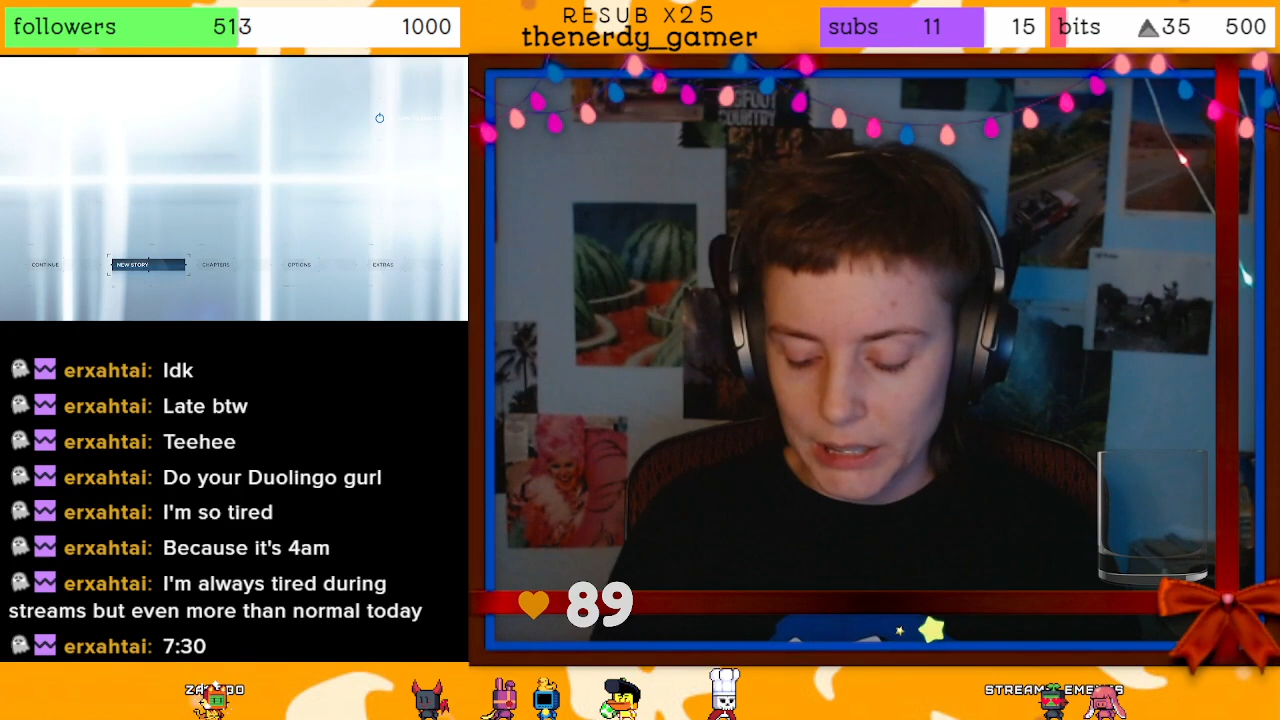 followers 513 1000
RESUB X25
thenerdy_gamer
subs 11 15
bits 35 500
BIGFOOT
COUNTRY
CONTINUE NEW STORY CHAPTERS OPTIONS EXTRAS
erxahtai: Idk
erxahtai: Late btw
erxahtai: Teehee
erxahtai: Do your Duolingo gurl
erxahtai: I'm so tired
erxahtai: Because it's 4am
erxahtai: I'm always tired during
streams but even more than normal today
erxahtai: 7:30
89